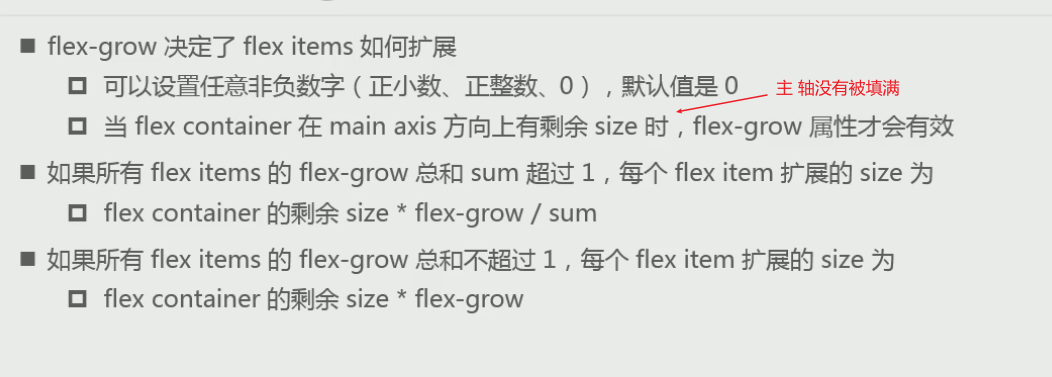 flex-grow 决定了 flex items 如何扩展
可以设置任意非负数字（正小数、正整数、0），默认值是 0
主 轴没有被填满
当 flex container 在 main axis 方向上有剩余 size 时，flex-grow 属性才会有效
如果所有 flex items 的 flex-grow 总和 sum 超过 1，每个 flex item 扩展的 size 为
flex container 的剩余 size * flex-grow / sum
如果所有 flex items 的 flex-grow 总和不超过 1，每个 flex item 扩展的 size 为
flex container 的剩余 size * flex-grow